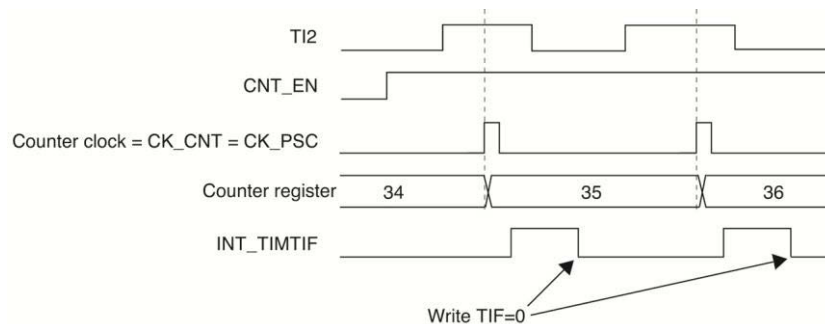 TI2
CNT_EN
Counter clock = CK_CNT = CK_PSC
Counter register 34 35 36
INT_TIMTIF
Write TIF=0